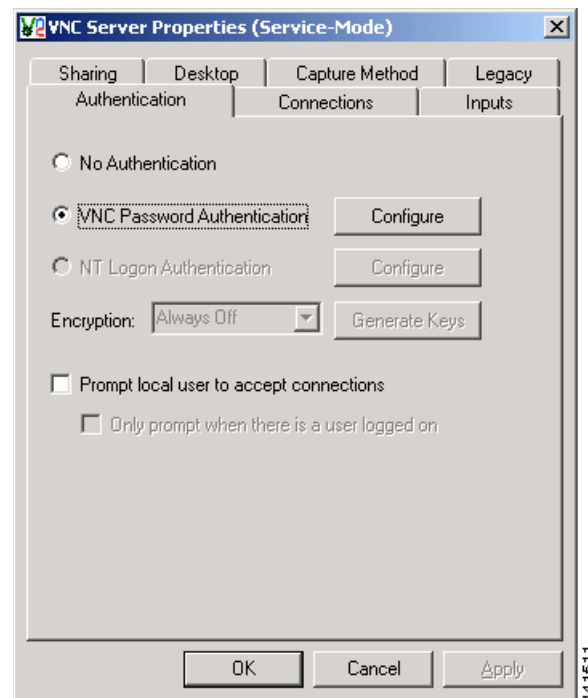 VNC Server Properties (Service-Mode)
Sharing Desktop Capture Method Legacy
Authentication Connections Inputs
No Authentication
VNC Password Authentication Configure
NT Logon Authentication Configure
Encryption: Always Off Generate Keys
Prompt local user to accept connections
Only prompt when there is a user logged on
OK Cancel Apply